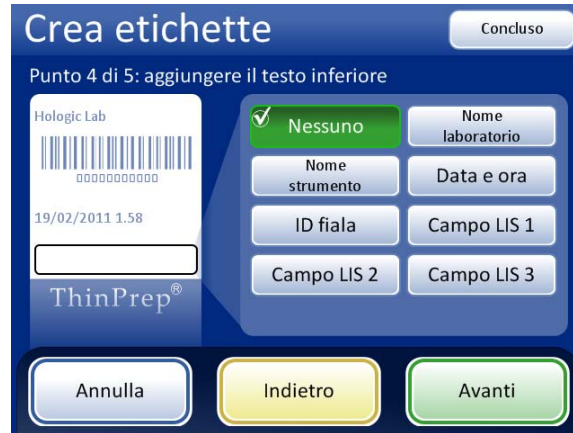 Crea etichette
Concluso
Punto 4 di 5: aggiungere il testo inferiore
Hologic Lab
19/02/2011 1.58
ThinPrep®
Nessuno
Nome
laboratorio
Nome
strumento
Data e ora
ID fiala
Campo LIS 1
Campo LIS 2
Campo LIS 3
Annulla
Indietro
Avanti